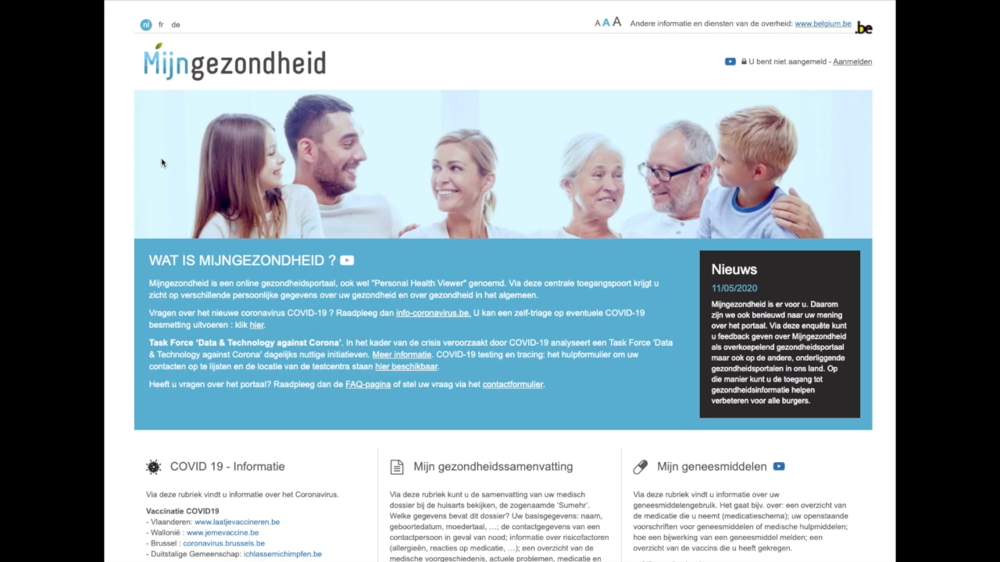 nl fr de
A A A Andere informatie en diensten van de overheid: www.belgium.be
.be
Mijngezondheid
U bent niet aangemeld - Aanmelden
WAT IS MIJNGEZONDHEID ?
Mijngezondheid is een online gezondheidsportaal, ook wel "Personal Health Viewer" genoemd. Via deze centrale toegangspoort krijgt u
zicht op verschillende persoonlijke gegevens over uw gezondheid en over gezondheid in het algemeen.
Vragen over het nieuwe coronavirus COVID-19 ? Raadpleeg dan info-coronavirus.be. U kan een zelf-triage op eventuele COVID-19
besmetting uitvoeren : klik hier.
Task Force ‘Data & Technology against Corona’. In het kader van de crisis veroorzaakt door COVID-19 analyseert een Task Force ‘Data
& Technology against Corona’ dagelijks nuttige initiatieven. Meer informatie. COVID-19 testing en tracing: het hulpformulier om uw
contacten op te lijsten en de locatie van de testcentra staan hier beschikbaar.
Heeft u vragen over het portaal? Raadpleeg dan de FAQ-pagina of stel uw vraag via het contactformulier.
Nieuws
11/05/2020
Mijngezondheid is er voor u. Daarom
zijn we ook benieuwd naar uw mening
over het portaal. Via deze enquête kunt
u feedback geven over Mijngezondheid
als overkoepelend gezondheidsportaal
maar ook op de andere, onderliggende
gezondheidsportalen in ons land. Op
die manier kunt u de toegang tot
gezondheidsinformatie helpen
verbeteren voor alle burgers.
COVID 19 - Informatie
Via deze rubriek vindt u informatie over het Coronavirus.
Vaccinatie COVID19
- Vlaanderen: www.laatjevaccineren.be
- Wallonië : www.jemevaccine.be
- Brussel : coronavirus.brussels.be
- Duitstalige Gemeenschap: ichlassemichimpfen.be
Mijn gezondheidssamenvatting
Via deze rubriek kunt u de samenvatting van uw medisch
dossier bij de huisarts bekijken, de zogenaamde ‘Sumehr’.
Welke gegevens bevat dit dossier? Uw basisgegevens: naam,
geboortedatum, moedertaal, …; de contactgegevens van een
contactpersoon in geval van nood; informatie over risicofactoren
(allergieën, reacties op medicatie, …); een overzicht van de
medische voorgeschiedenis, actuele problemen, medicatie en
Mijn geneesmiddelen
Via deze rubriek vindt u informatie over uw
geneesmiddelengebruik. Het gaat bijv. over: een overzicht van
de medicatie die u neemt (medicatieschema); uw openstaande
voorschriften voor geneesmiddelen of medische hulpmiddelen;
hoe een bijwerking van een geneesmiddel melden; een
overzicht van de vaccins die u heeft gekregen.